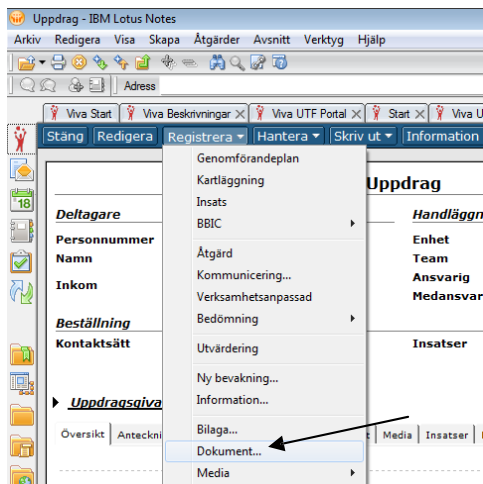 Uppdrag - IBM Lotus Notes
Arkiv Redigera Visa Skapa Åtgärder Avsnitt Verktyg Hjälp
Adress
Viva Start Viva Beskrivningar Viva UTF Portal Start Viva U
Stäng Redigera Registrera Hantera Skriv ut Information
18
Genomförandeplan
Kartläggning
Insats
BBIC
Åtgärd
Kommunicering...
Verksamhetsanpassad
Bedömning
Utvärdering
Ny bevakning...
Information...
Bilaga...
Dokument...
Media
Uppdrag
Deltagare
Personnummer
Namn
Inkom
Beställning
Kontaktsätt
Handläggn
Enhet
Team
Ansvarig
Medansvar
Insatser
Uppdragsgiva
Översikt Anteckni t Media Insatser